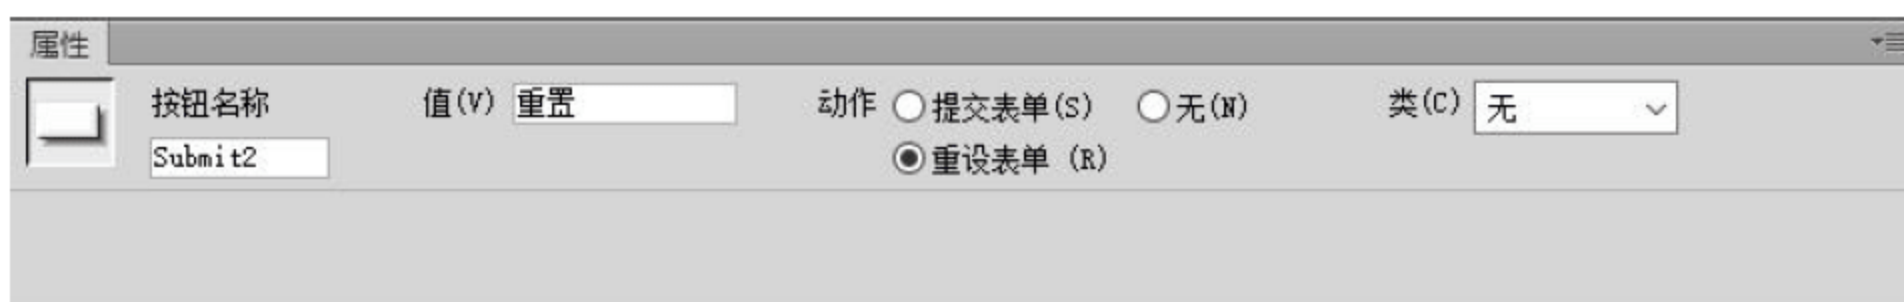 属性
按钮名称 值(V) 重置 动作 提交表单(S) 无(N) 类(C) 无
Submit2 重设表单 (R)